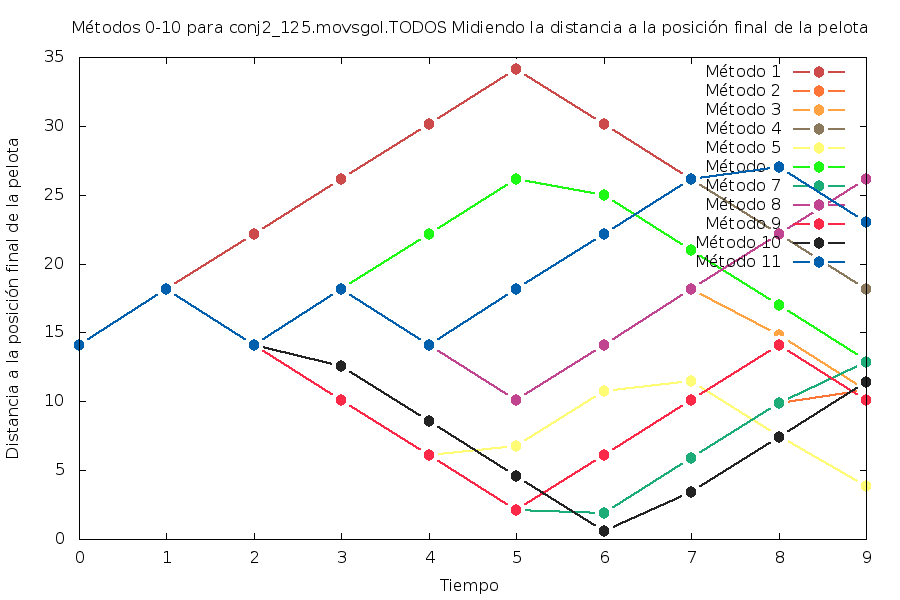 Métodos 0-10 para conj2_125.movsgol.TODOS Midiendo la distancia a la posición final de la pelota
Distancia a la posición final de la pelota
35
30
25
20
15
10
5
0
0 1 2 3 4 5 6 7 8 9
Tiempo
Método 1
Método 2
Método 3
Método 4
Método 5
Método
Método 7
Método 8
Método 9
Método 10
Método 11